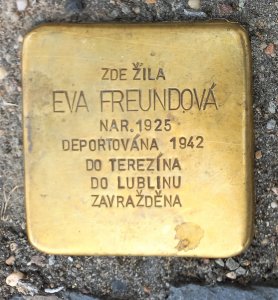 ZDE ŽILA
EVA FREUNDOVÁ
NAR.1925
DEPORTOVÁNA 1942
DO TEREZÍNA
DO LUBLINU
ZAVRAŽDĚNA